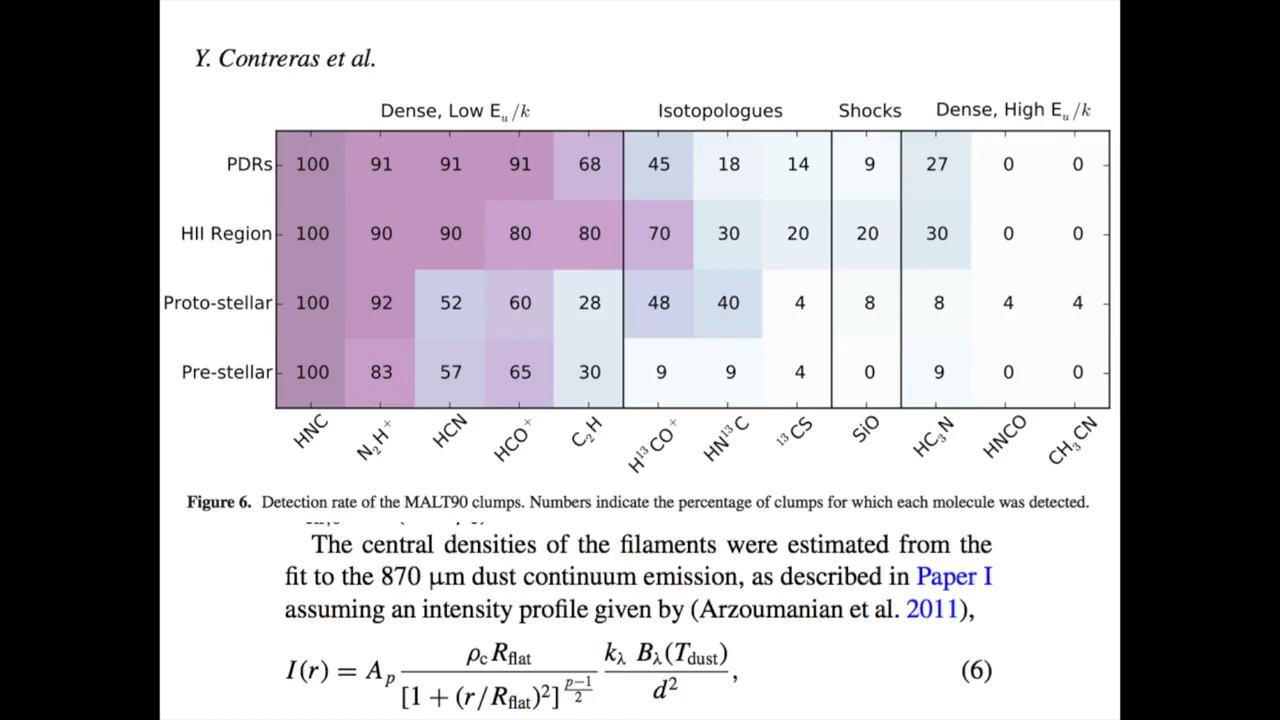 Y. Contreras et al.
Dense, Low E_u/k Isotopologues Shocks Dense, High E_u/k
PDRs 100 91 91 91 68 45 18 14 9 27 0 0
HII Region 100 90 90 80 80 70 30 20 20 30 0 0
Proto-stellar 100 92 52 60 28 48 40 4 8 8 4 4
Pre-stellar 100 83 57 65 30 9 9 4 0 9 0 0
HNC N₂H⁺ HCN HCO⁺ C₂H H¹³CO⁺ HN¹³C ¹³CS SiO HC₃N HNCO CH₃CN
Figure 6. Detection rate of the MALT90 clumps. Numbers indicate the percentage of clumps for which each molecule was detected.
The central densities of the filaments were estimated from the
fit to the 870 μm dust continuum emission, as described in Paper I
assuming an intensity profile given by (Arzoumanian et al. 2011),
I(r) = A_p ρ_c R_flat / [1 + (r/R_flat)²]^((p−1)/2) k_λ B_λ(T_dust) / d², (6)